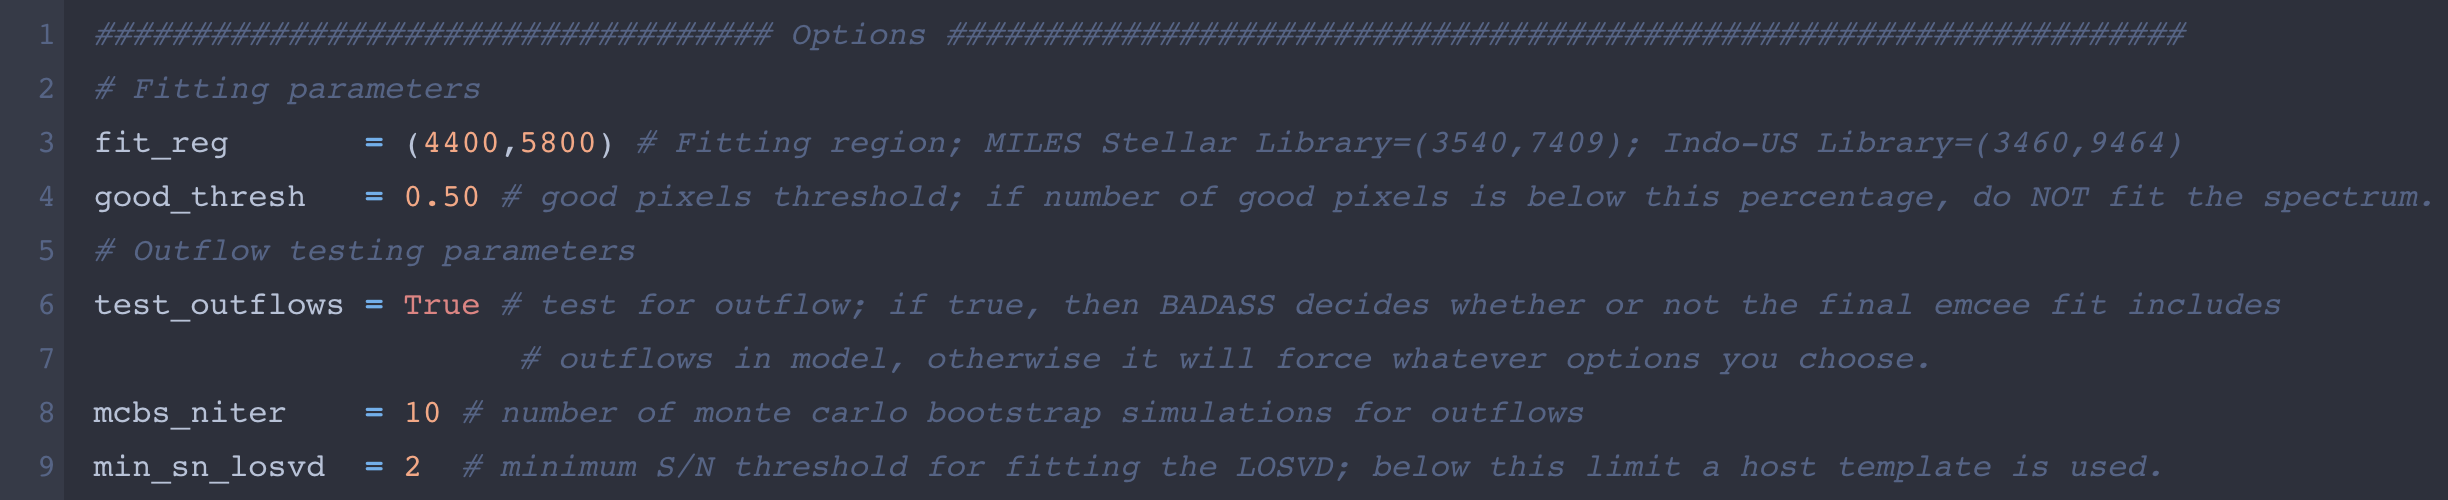 1 ################################### Options ################################################################
2 # Fitting parameters
3 fit_reg       = (4400,5800) # Fitting region; MILES Stellar Library=(3540,7409); Indo-US Library=(3460,9464)
4 good_thresh   = 0.50 # good pixels threshold; if number of good pixels is below this percentage, do NOT fit the spectrum.
5 # Outflow testing parameters
6 test_outflows = True # test for outflow; if true, then BADASS decides whether or not the final emcee fit includes
7                       # outflows in model, otherwise it will force whatever options you choose.
8 mcbs_niter    = 10 # number of monte carlo bootstrap simulations for outflows
9 min_sn_losvd  = 2  # minimum S/N threshold for fitting the LOSVD; below this limit a host template is used.